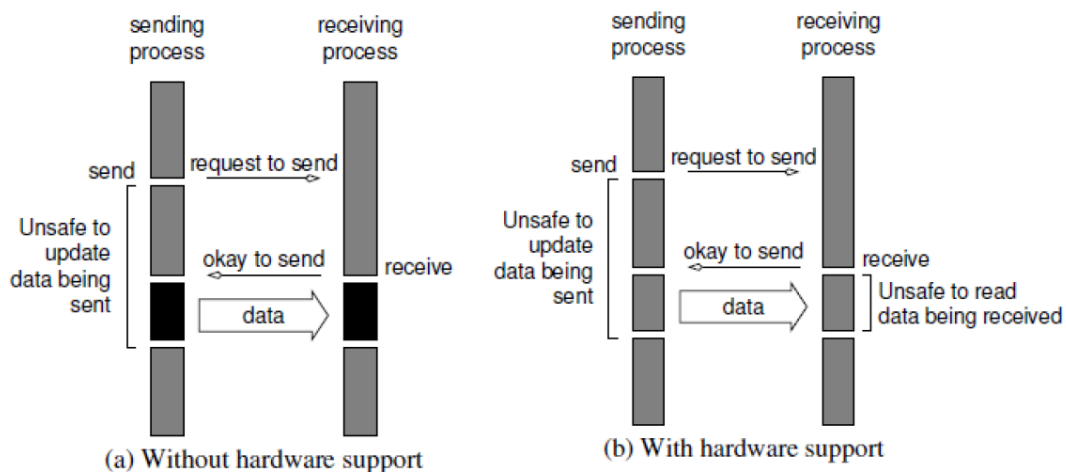 sending
process
receiving
process
send
request to send
Unsafe to
update
data being
sent
okay to send
receive
data
(a) Without hardware support
sending
process
receiving
process
send
request to send
Unsafe to
update
data being
sent
okay to send
receive
data
Unsafe to read
data being received
(b) With hardware support